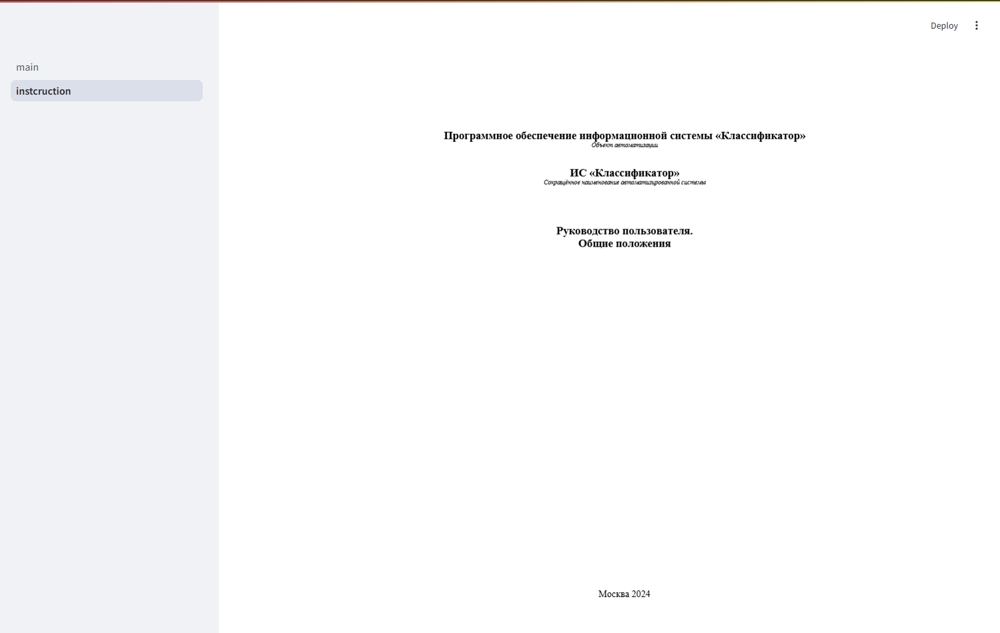 Deploy
main
instcruction
Программное обеспечение информационной системы «Классификатор»
Объект автоматизации
ИС «Классификатор»
Сокращённое наименование автоматизированной системы
Руководство пользователя.
Общие положения
Москва 2024